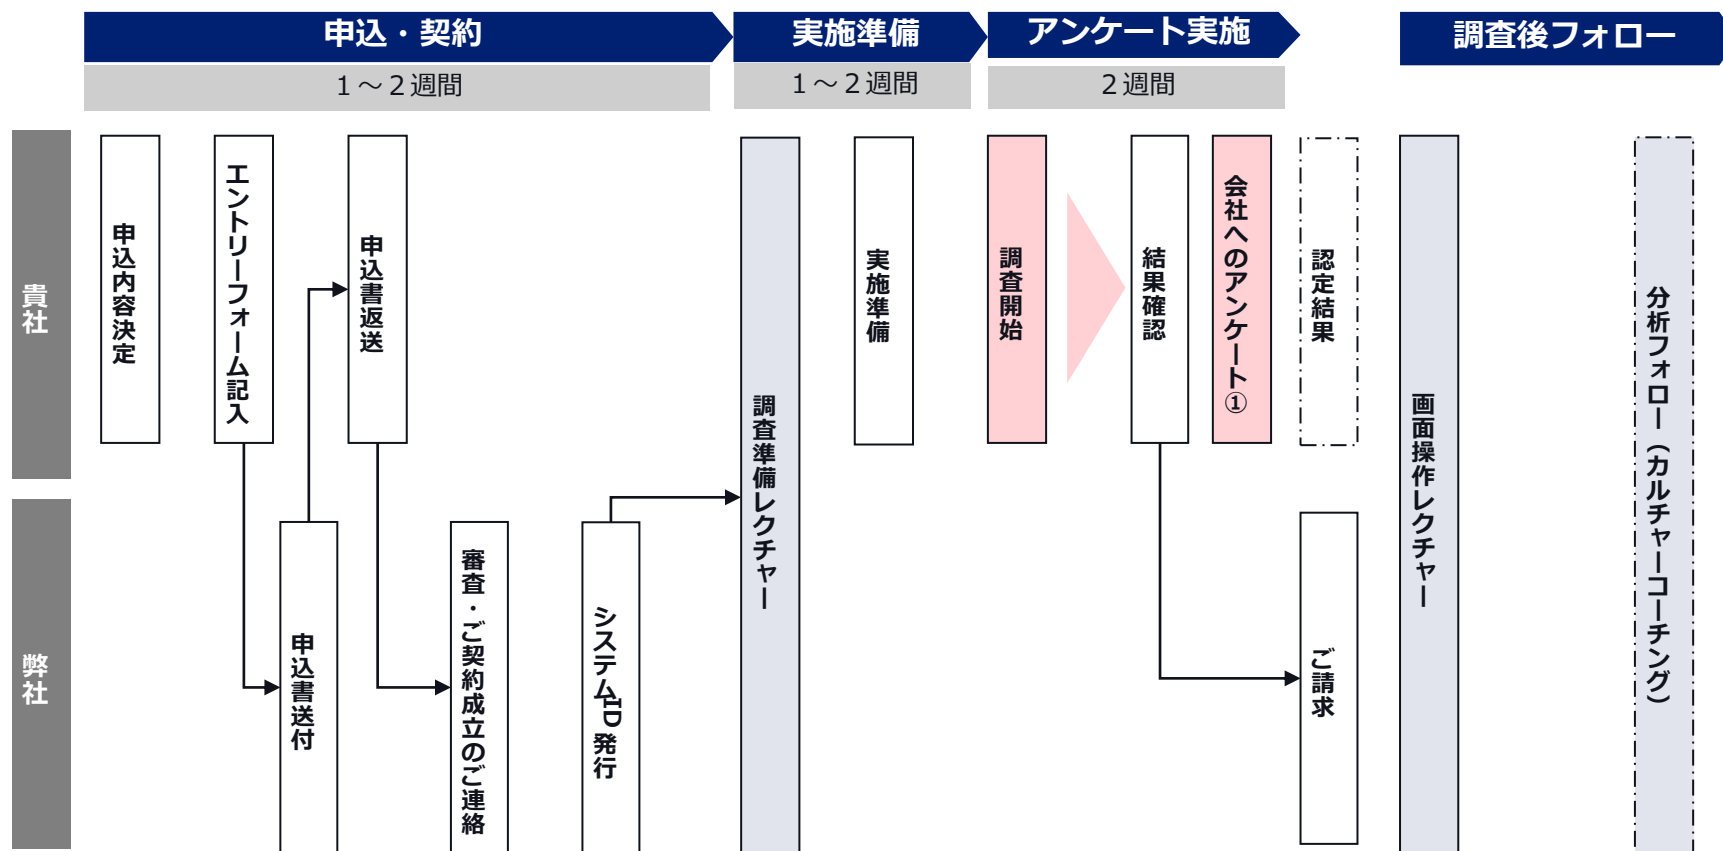 申込・契約
実施準備
アンケート実施
調査後フォロー
1～2週間
1～2週間
2週間
貴社
申込内容決定
エントリーフォーム記入
申込書返送
調査準備レクチャー
実施準備
調査開始
結果確認
会社へのアンケート①
認定結果
画面操作レクチャー
分析フォロー（カルチャーコーチング）
弊社
申込書送付
審査・ご契約成立のご連絡
システムID発行
ご請求